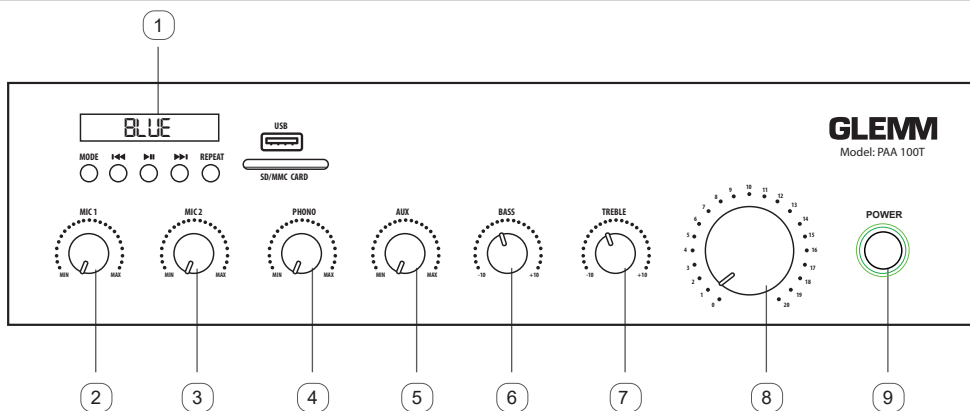 1
BLUE
USB
GLEMM
Model: PAA 100T
MODE REPEAT
SD/MMC CARD
MIC 1 MIC 2 PHONO AUX BASS TREBLE
MIN MAX MIN MAX MIN MAX MIN MAX -10 +10 -10 +10
0 1 2 3 4 5 6 7 8 9 10 11 12 13 14 15 16 17 18 19 20
POWER
2 3 4 5 6 7 8 9